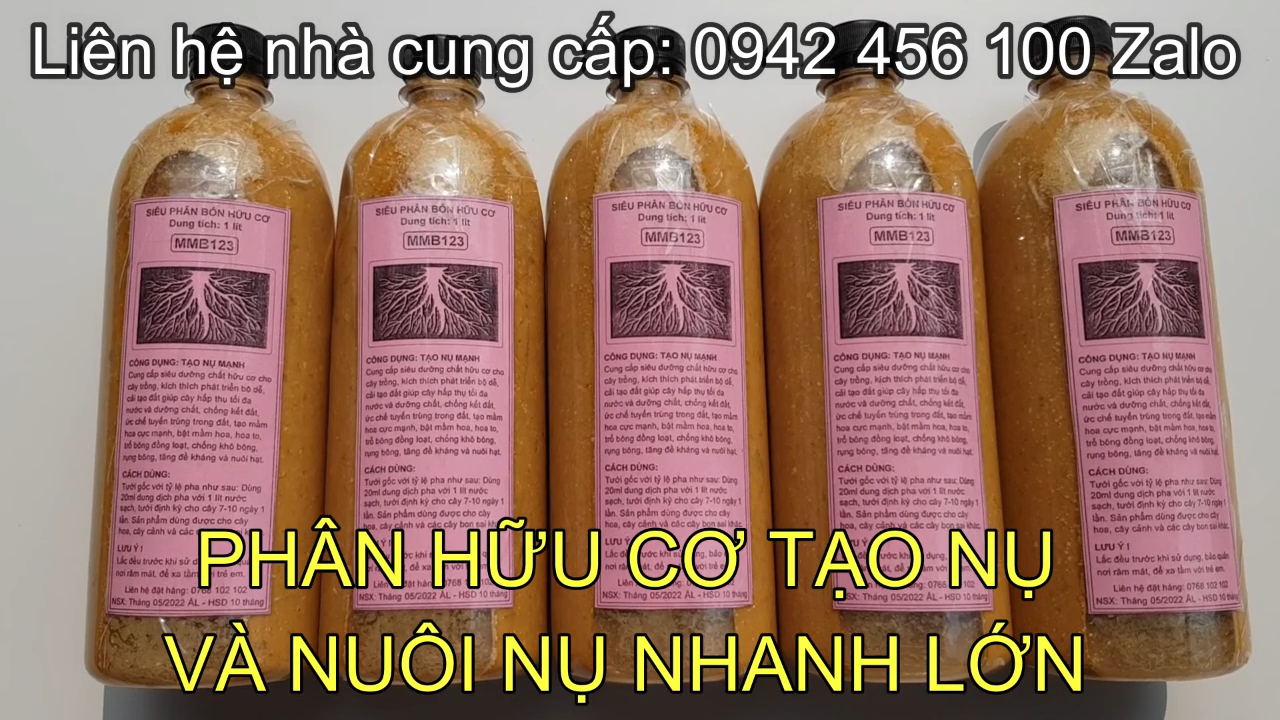 Liên hệ nhà cung cấp: 0942 456 100 Zalo
SIÊU PHÂN BÓN HỮU CƠ
Dung tích: 1 lít
MMB123
CÔNG DỤNG: TẠO NỤ MẠNH
Cung cấp siêu dưỡng chất hữu cơ cho
cây trồng, kích thích phát triển bộ dễ,
cải tạo đất giúp cây hấp thụ tối đa
nước và dưỡng chất, chống kết đất,
ức chế tuyến trùng trong đất, tạo mầm
hoa cực mạnh, bật mầm hoa, hoa to,
trổ bông đồng loạt, chống khô bông,
rụng bông, tăng đề kháng và nuôi hạt.
CÁCH DÙNG:
Tưới gốc với tỷ lệ pha như sau: Dùng
20ml dung dịch pha với 1 lít nước
sạch, tưới định kỳ cho cây 7-10 ngày 1
lần. Sản phẩm dùng được cho cây
hoa, cây cảnh và các cây bon sai khác.
LƯU Ý !
Lắc đều trước khi sử dụng, bảo quản
nơi râm mát, để xa tầm với trẻ em.
Liên hệ đặt hàng: 0768 102 102
NSX: Tháng 05/2022 ÂL - HSD 10 tháng
PHÂN HỮU CƠ TẠO NỤ
VÀ NUÔI NỤ NHANH LỚN